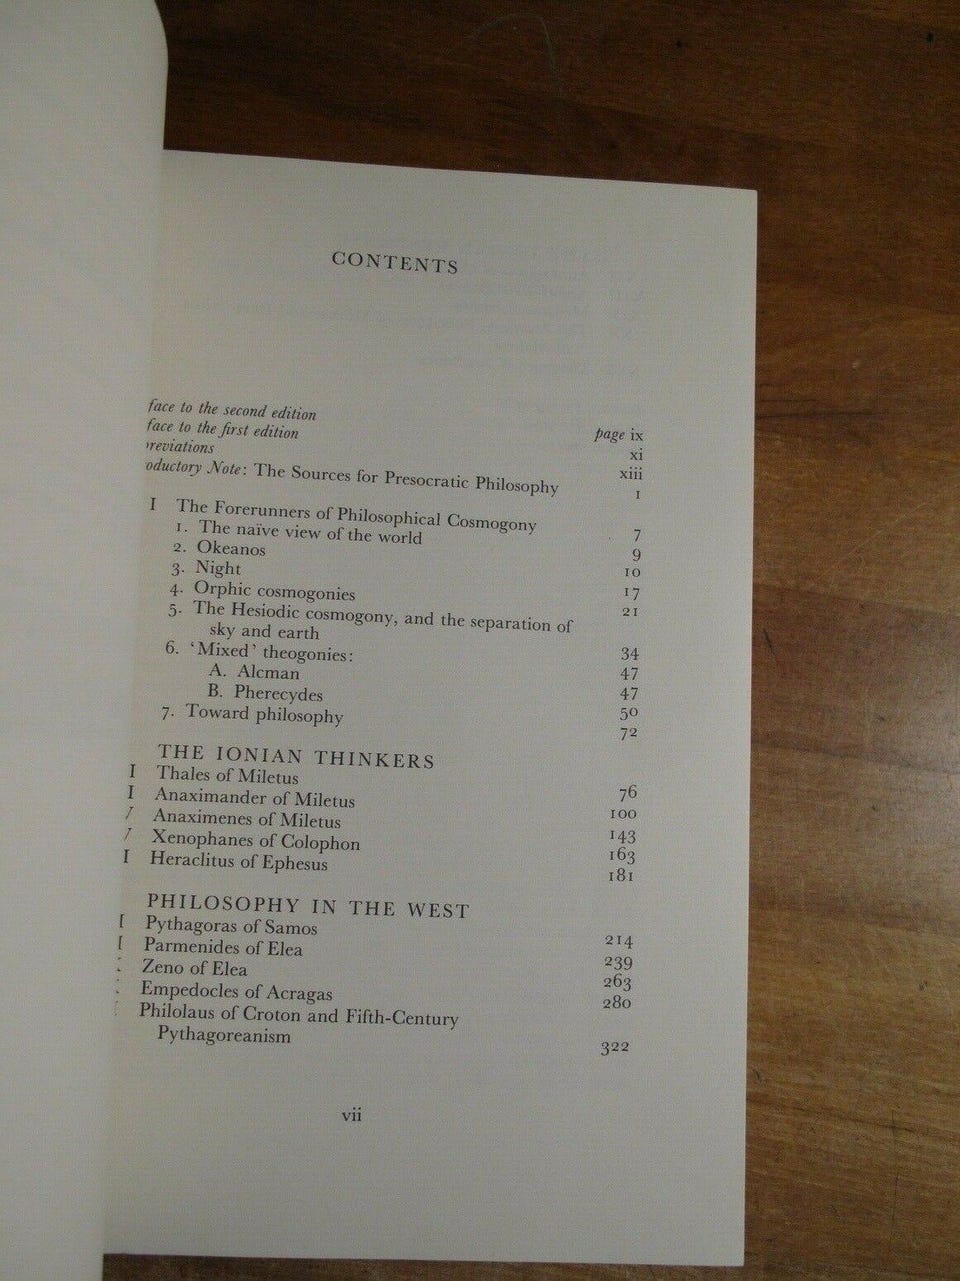 CONTENTS
face to the second edition page ix
face to the first edition xi
breviations xiii
oductory Note: The Sources for Presocratic Philosophy 1
I The Forerunners of Philosophical Cosmogony 7
1. The naïve view of the world 9
2. Okeanos 10
3. Night 17
4. Orphic cosmogonies 21
5. The Hesiodic cosmogony, and the separation of
sky and earth 34
6. ‘Mixed’ theogonies: 47
A. Alcman 47
B. Pherecydes 50
7. Toward philosophy 72
THE IONIAN THINKERS
I Thales of Miletus 76
I Anaximander of Miletus 100
Anaximenes of Miletus 143
Xenophanes of Colophon 163
I Heraclitus of Ephesus 181
PHILOSOPHY IN THE WEST
I Pythagoras of Samos 214
I Parmenides of Elea 239
Zeno of Elea 263
Empedocles of Acragas 280
Philolaus of Croton and Fifth-Century
Pythagoreanism 322
vii